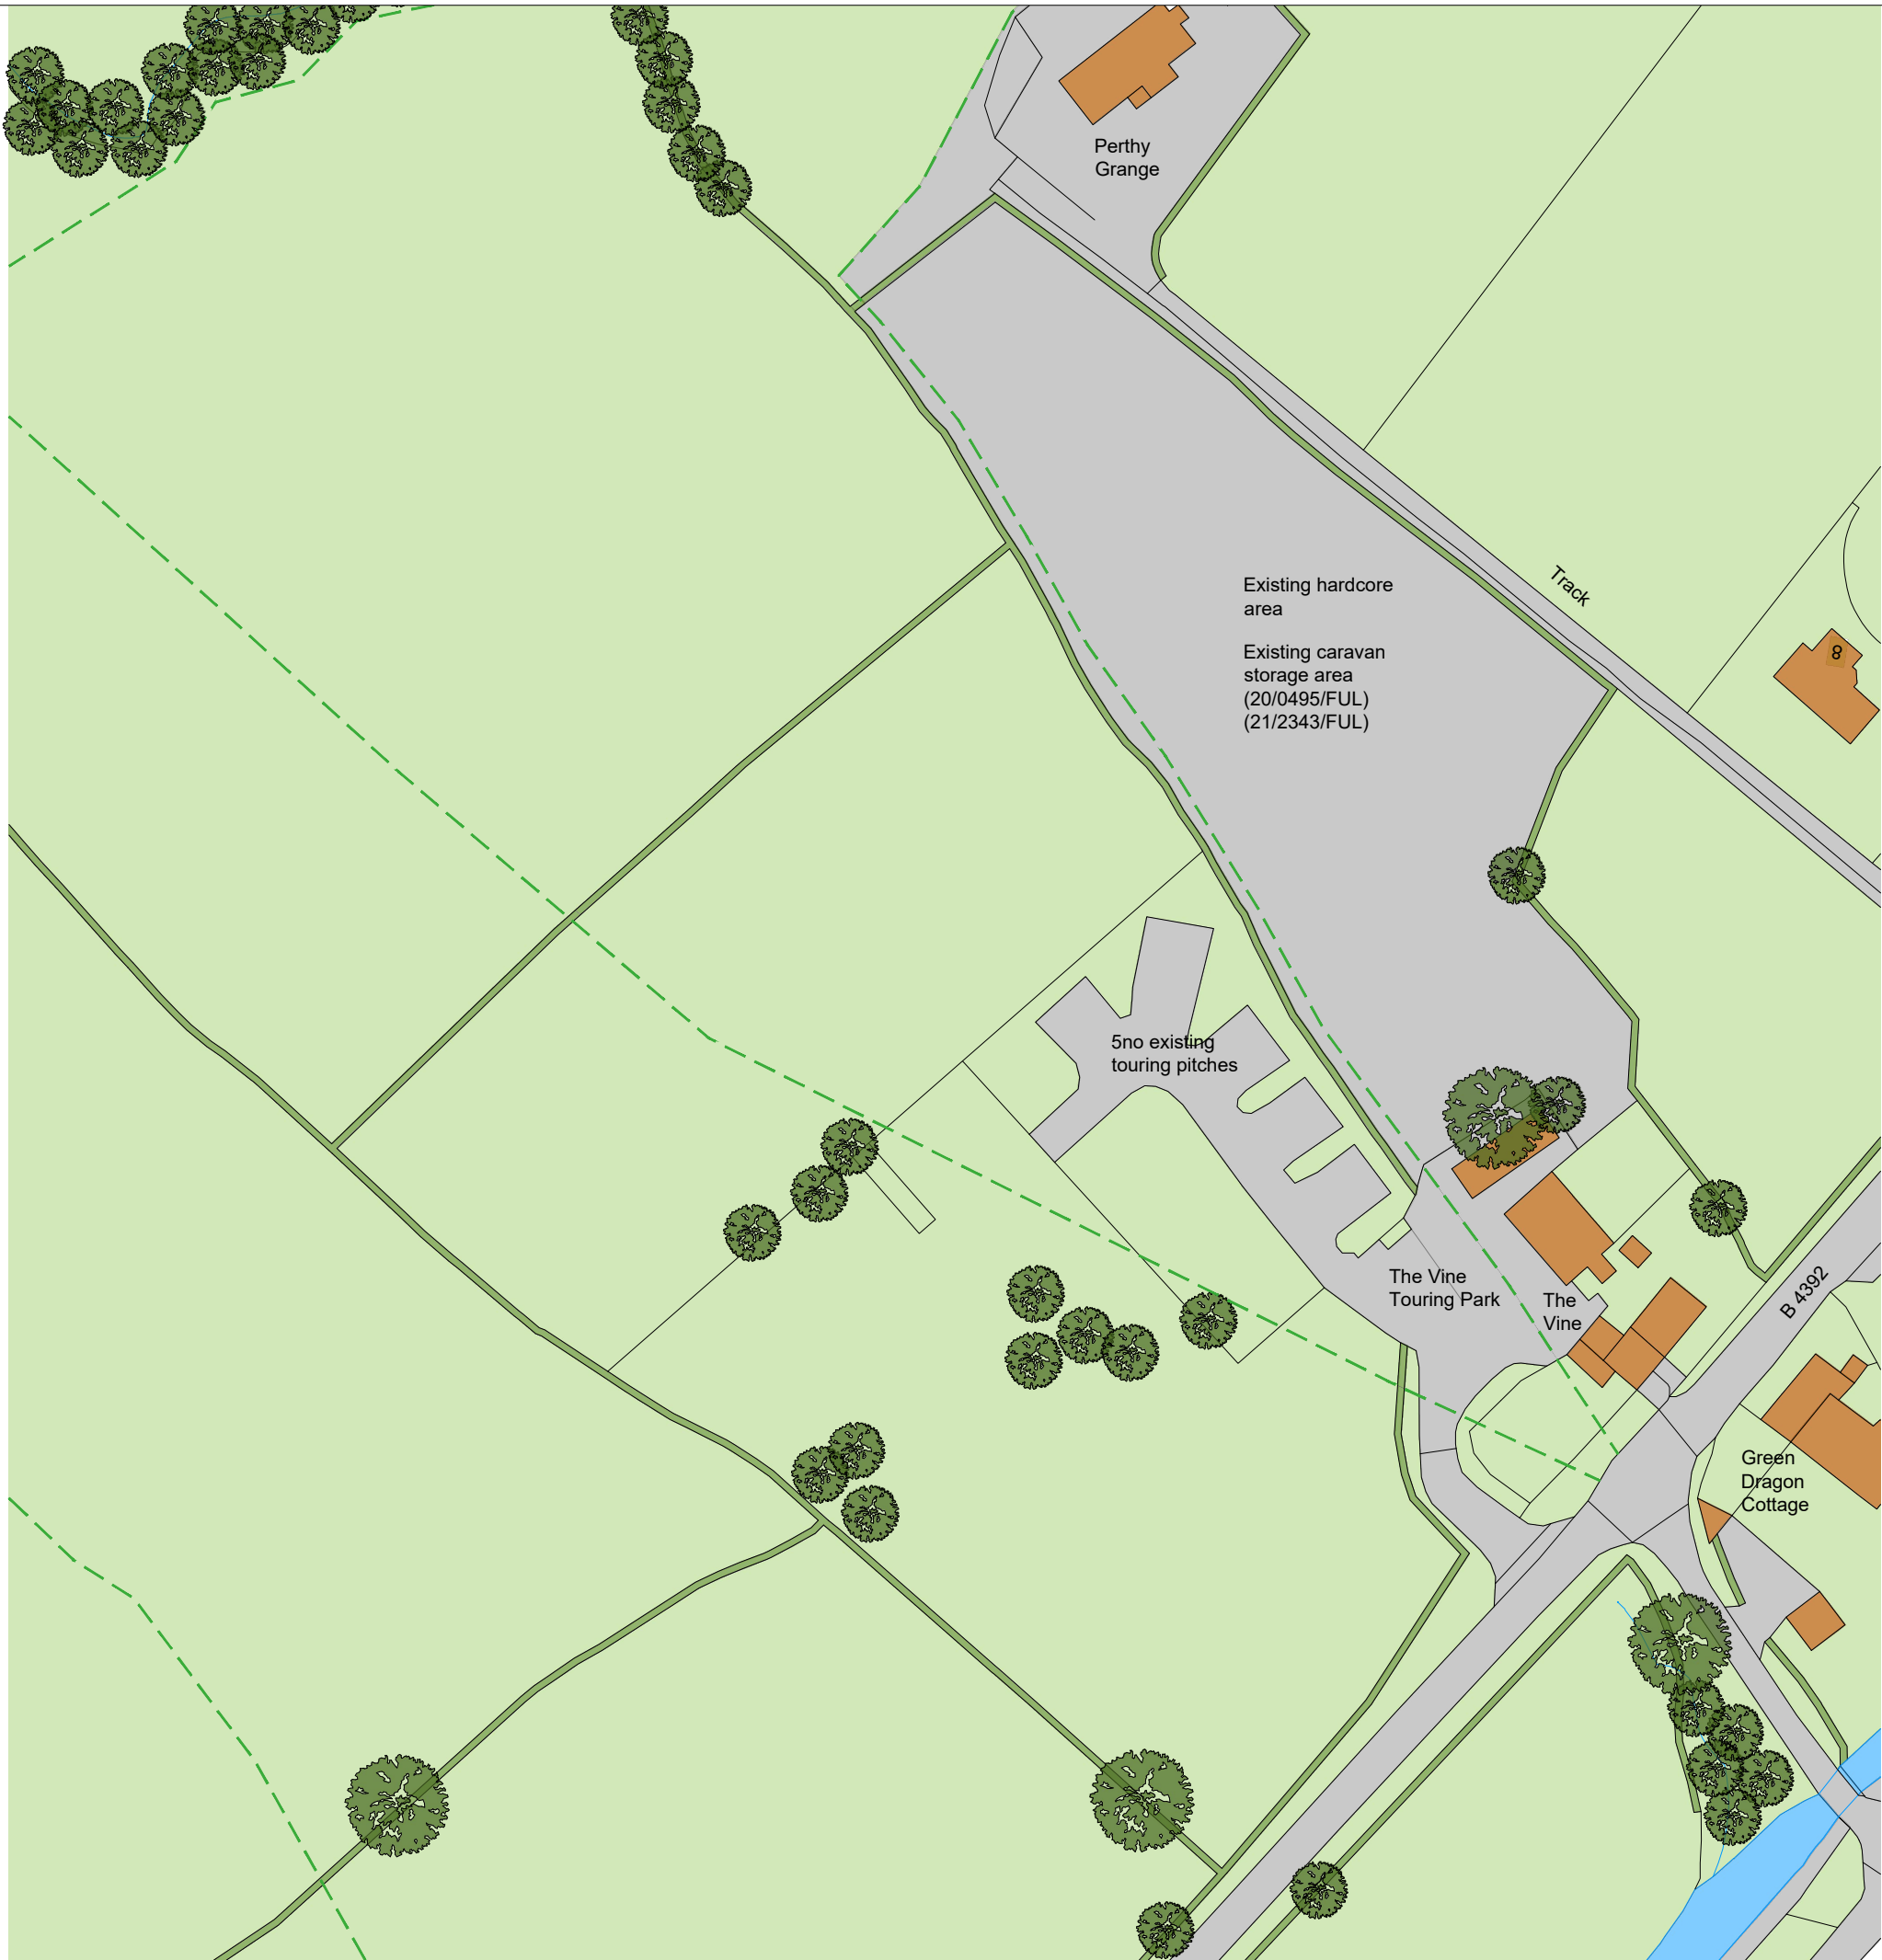 Perthy
Grange
Track
Existing hardcore
area
Existing caravan
storage area
(20/0495/FUL)
(21/2343/FUL)
8
5no existing
touring pitches
The Vine
Touring Park
The
Vine
B 4392
Green
Dragon
Cottage